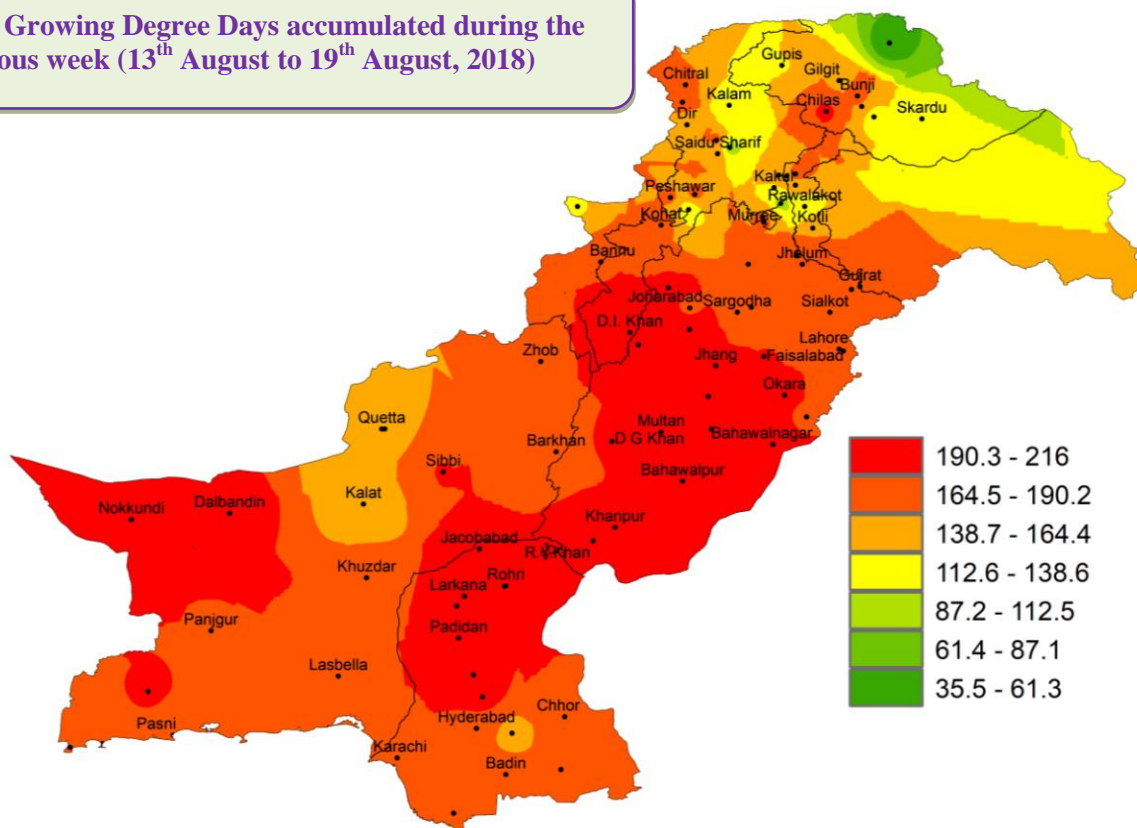 Growing Degree Days accumulated during the
ous week (13th August to 19th August, 2018)
Gupis
Gilgit
Chitral
Bunji
Kalam
Chilas
Skardu
Dir
Saidu Sharif
Kakul
Peshawar
Rawalakot
Kohat
Murree
Kotli
Bannu
Jhelum
Gujrat
Joharabad
Sargodha
Sialkot
D.I. Khan
Lahore
Zhob
Jhang
Faisalabad
Okara
Quetta
Multan
Barkhan
D G Khan
Bahawalnagar
Sibbi
Bahawalpur
Kalat
Nokkundi
Dalbandin
Khanpur
Jacobabad
R.Y.Khan
Khuzdar
Rohri
Larkana
Panjgur
Padidan
Lasbella
Chhor
Pasni
Hyderabad
Karachi
Badin
190.3 - 216
164.5 - 190.2
138.7 - 164.4
112.6 - 138.6
87.2 - 112.5
61.4 - 87.1
35.5 - 61.3